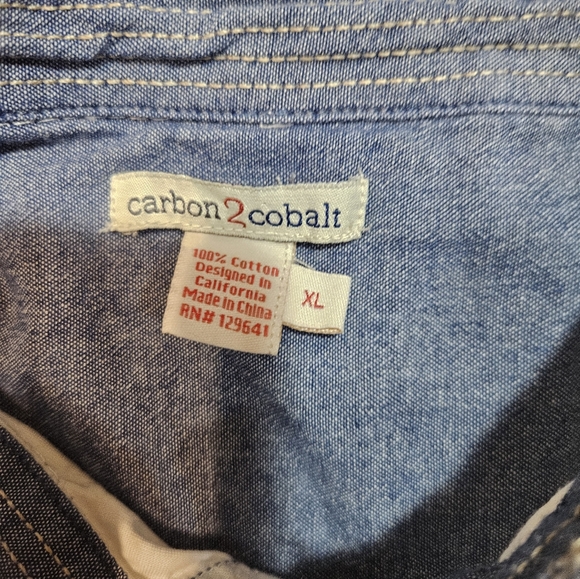 carbon2cobalt
100% Cotton
Designed in
California
Made in China
RN# 129641
XL